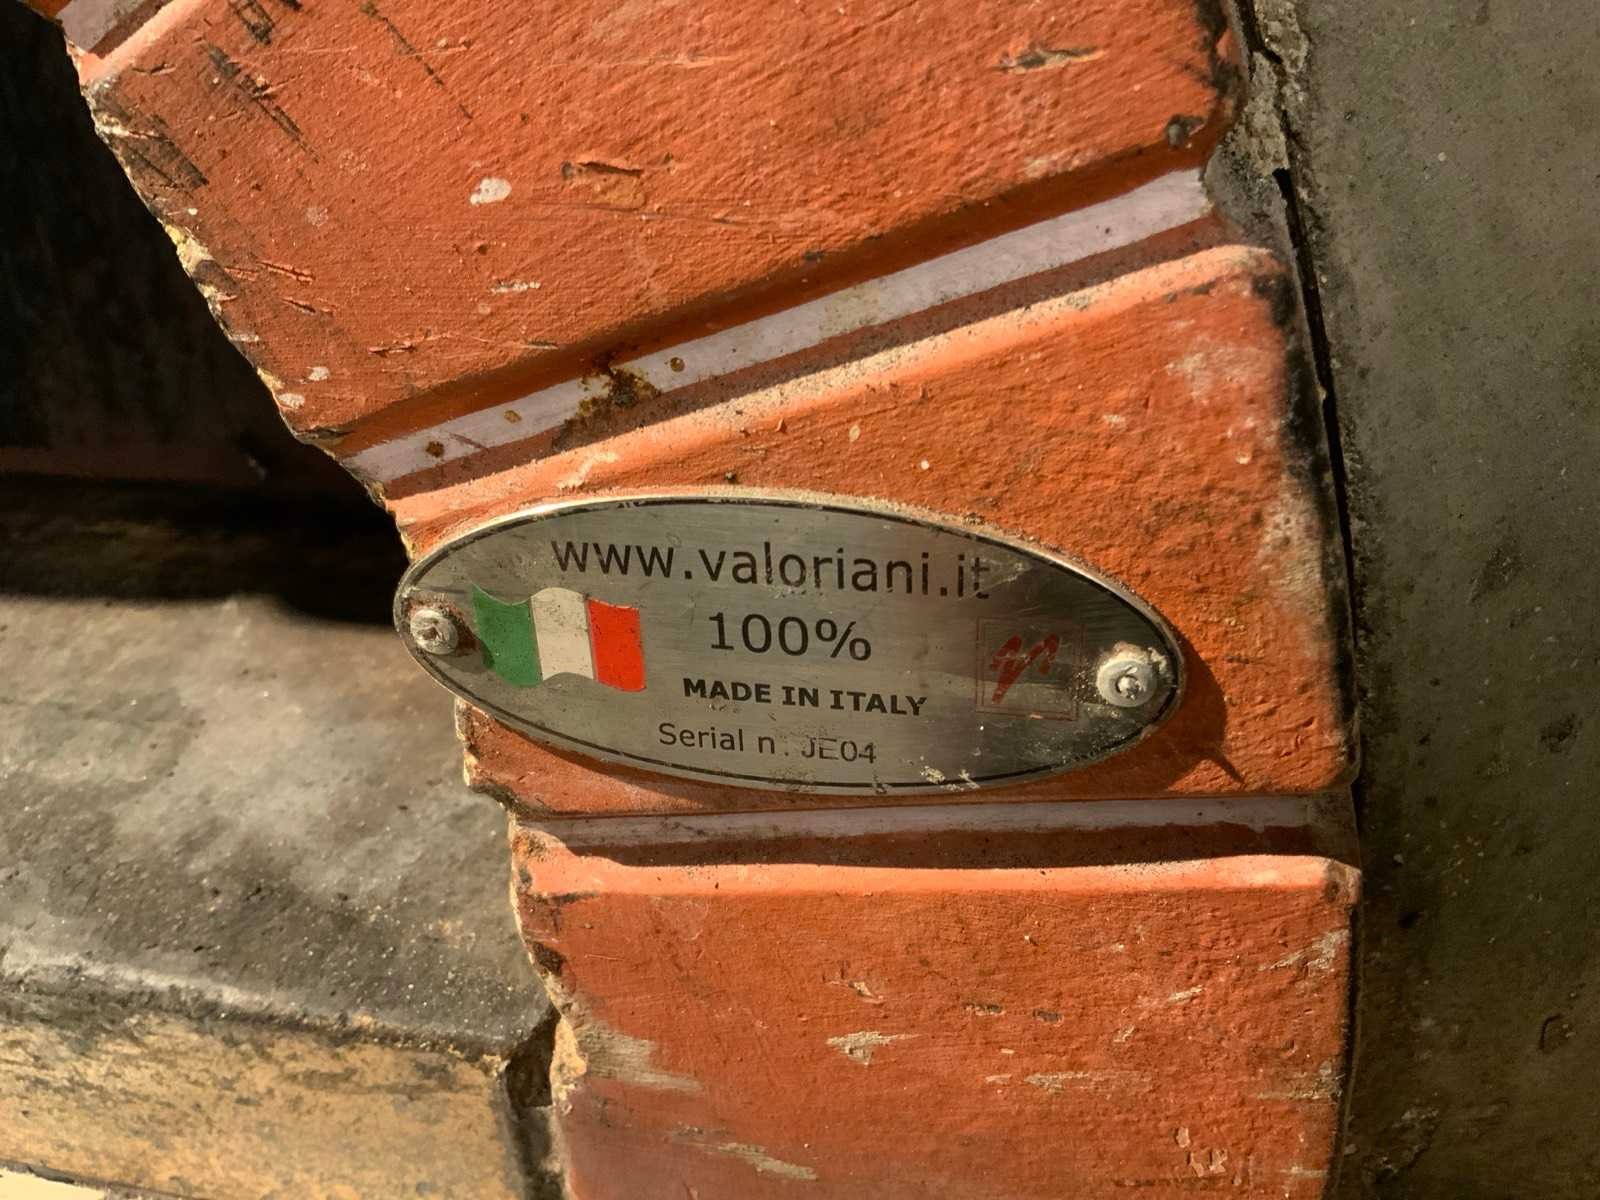 www.valoriani.it
100%
MADE IN ITALY
Serial n. JE04